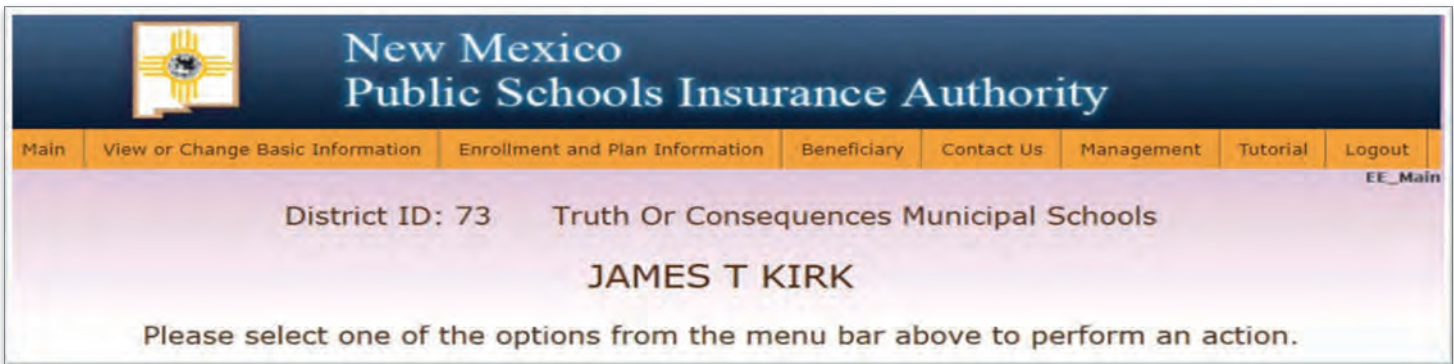 New Mexico
Public Schools Insurance Authority
Main View or Change Basic Information Enrollment and Plan Information Beneficiary Contact Us Management Tutorial Logout
EE_Main
District ID: 73 Truth Or Consequences Municipal Schools
JAMES T KIRK
Please select one of the options from the menu bar above to perform an action.